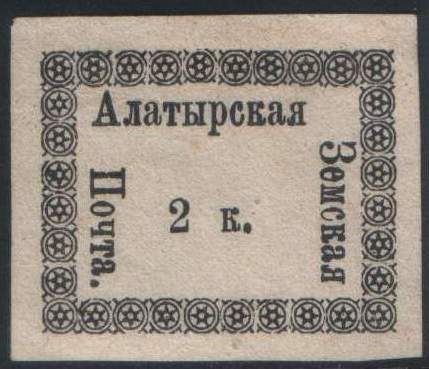 Алатырская
Земская
Почта.
2 к.